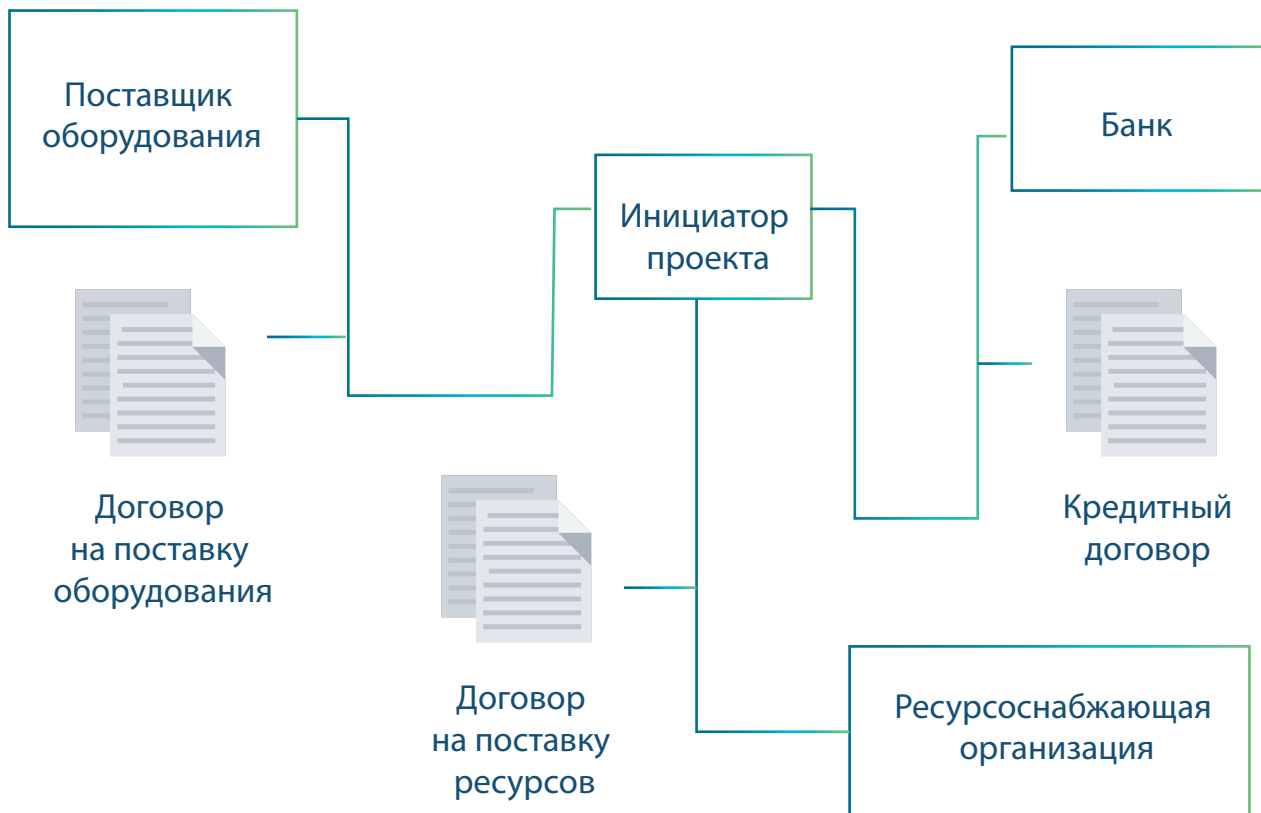 Поставщик
оборудования
Банк
Инициатор
проекта
Договор
на поставку
оборудования
Кредитный
договор
Договор
на поставку
ресурсов
Ресурсоснабжающая
организация